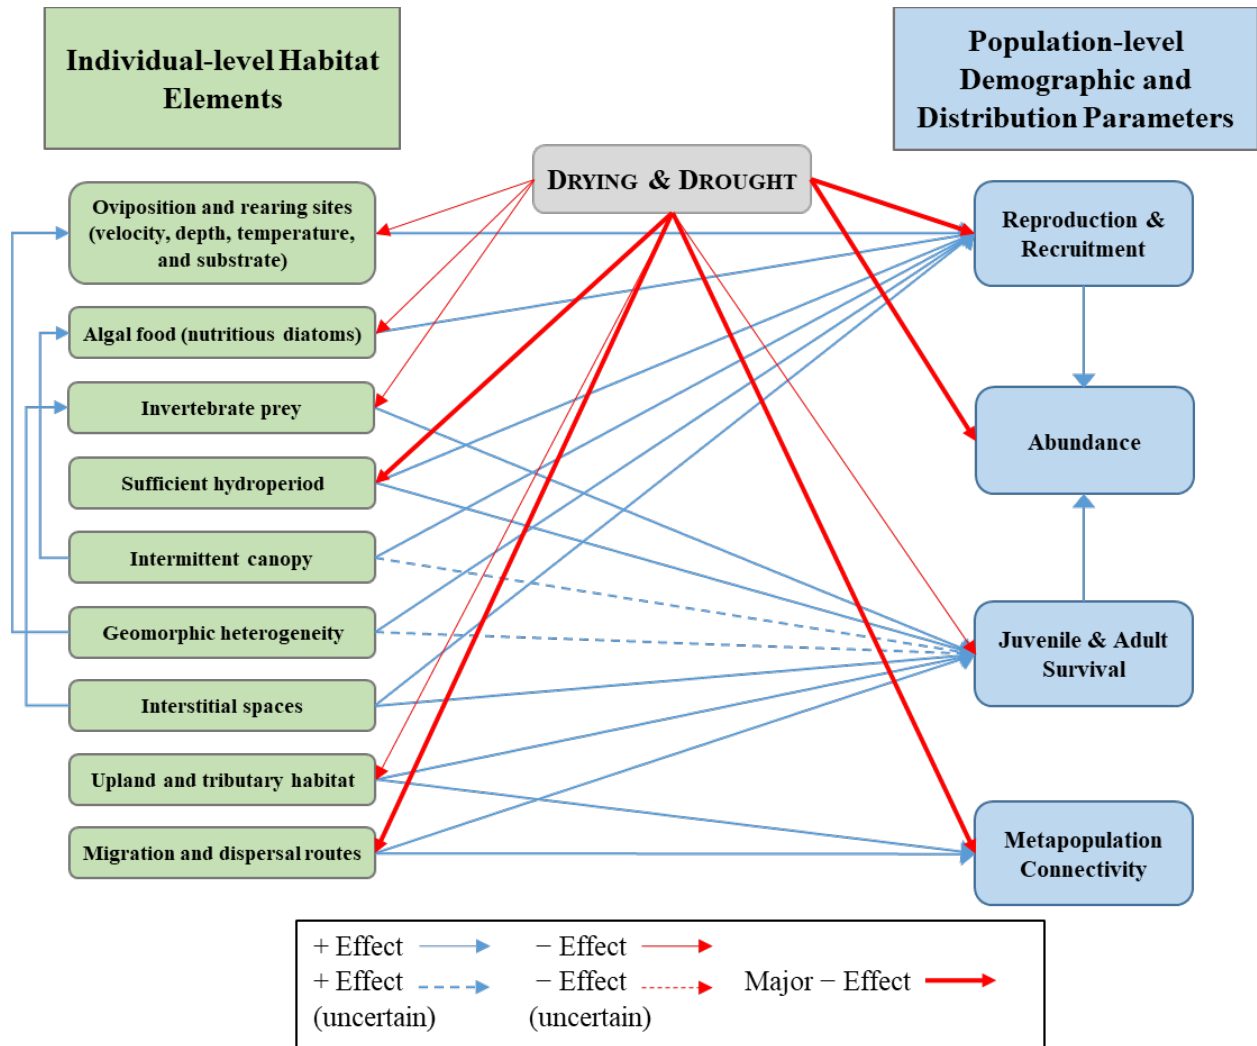 Individual-level Habitat
Elements
Population-level
Demographic and
Distribution Parameters
DRYING & DROUGHT
Oviposition and rearing sites
(velocity, depth, temperature,
and substrate)
Algal food (nutritious diatoms)
Invertebrate prey
Sufficient hydroperiod
Intermittent canopy
Geomorphic heterogeneity
Interstitial spaces
Upland and tributary habitat
Migration and dispersal routes
Reproduction &
Recruitment
Abundance
Juvenile & Adult
Survival
Metapopulation
Connectivity
+ Effect
− Effect
+ Effect
(uncertain)
− Effect
(uncertain)
Major − Effect